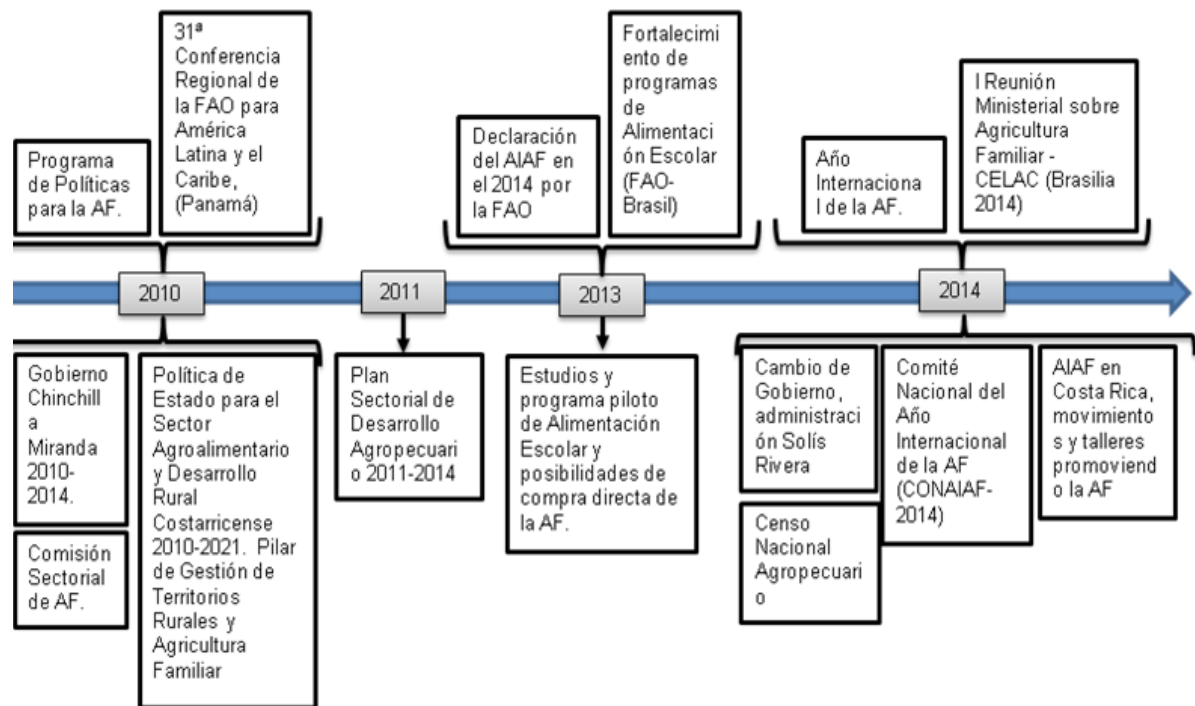 31ª
Conferencia
Regional de
la FAO para
América
Latina y el
Caribe,
(Panamá)
Programa
de Políticas
para la AF.
Fortalecimi
ento de
programas
de
Alimentaci
ón Escolar
(FAO-
Brasil)
Declaración
del AIAF en
el 2014 por
la FAO
I Reunión
Ministerial sobre
Agricultura
Familiar -
CELAC (Brasilia
2014)
Año
Internaciona
l de la AF.
2010
2011
2013
2014
Gobierno
Chinchill
a
Miranda
2010-
2014.
Comisión
Sectorial
de AF.
Política de
Estado para el
Sector
Agroalimentario
y Desarrollo
Rural
Costarricense
2010-2021. Pilar
de Gestión de
Territorios
Rurales y
Agricultura
Familiar
Plan
Sectorial de
Desarrollo
Agropecuari
o 2011-2014
Estudios y
programa piloto
de Alimentación
Escolar y
posibilidades de
compra directa de
la AF.
Cambio de
Gobierno,
administraci
ón Solís
Rivera
Censo
Nacional
Agropecuari
o
Comité
Nacional del
Año
Internacional
de la AF
(CONAIAF-
2014)
AIAF en
Costa Rica,
movimiento
s y talleres
promoviend
o la AF